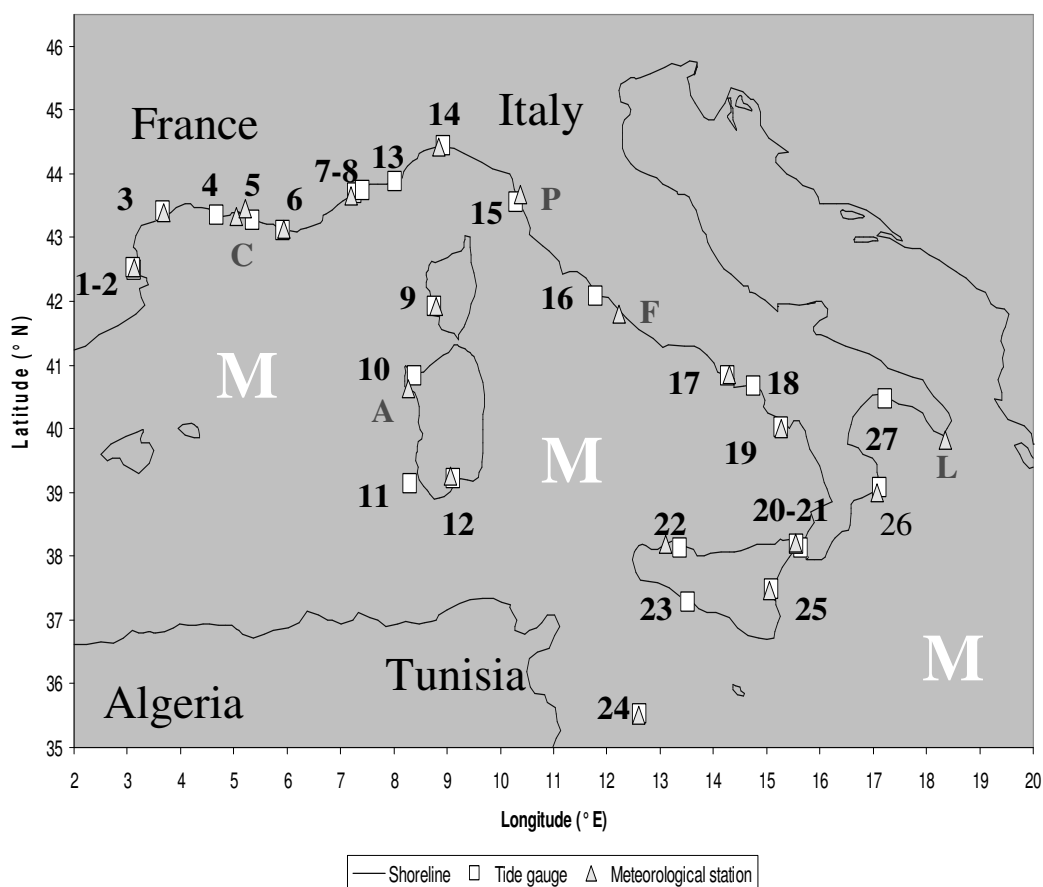 46
45
44
43
42
41
40
39
38
37
36
35
Latitude (° N)
France
Italy
14
7-8 13
3 4 5 6
P
15
C
1-2
9
16 F
M
10
A
17 18
M
19
27
L
11
12
20-21
22
26
23
25
M
Tunisia
Algeria
24
2 3 4 5 6 7 8 9 10 11 12 13 14 15 16 17 18 19 20
Longitude (° E)
Shoreline Tide gauge Meteorological station